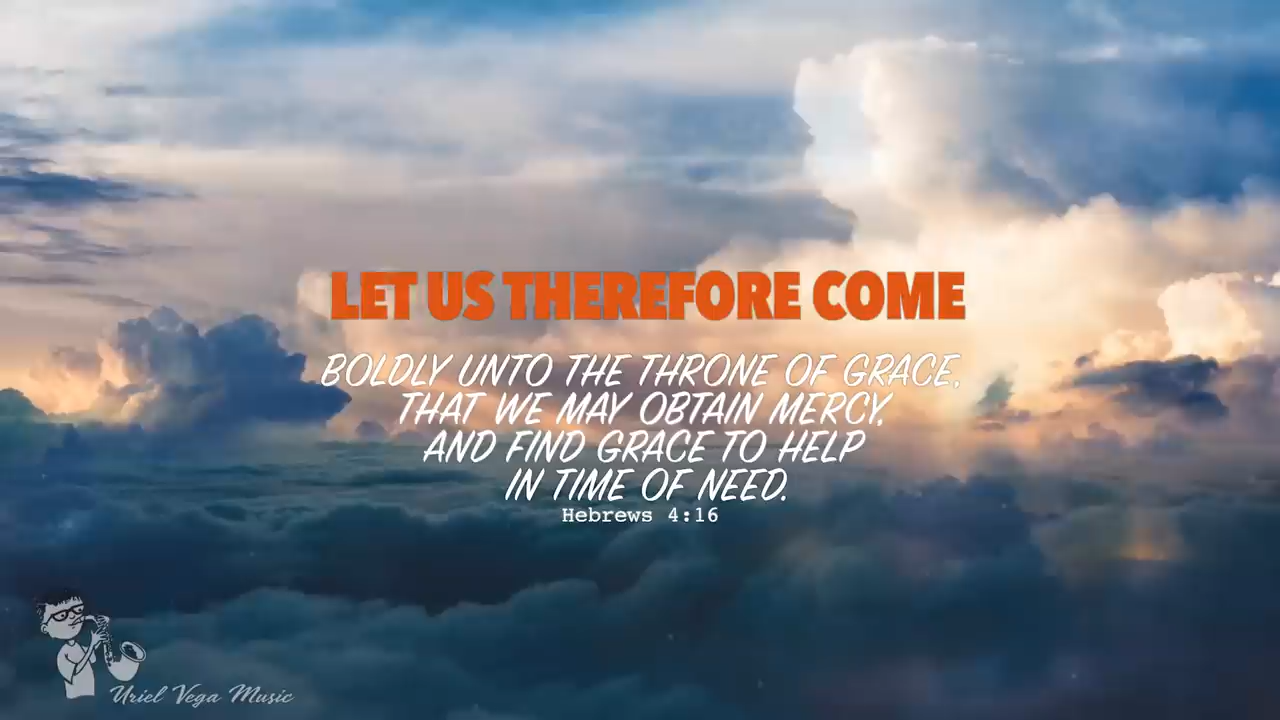 LET US THEREFORE COME
BOLDLY UNTO THE THRONE OF GRACE,
THAT WE MAY OBTAIN MERCY,
AND FIND GRACE TO HELP
IN TIME OF NEED.
Hebrews 4:16
Uriel Vega Music